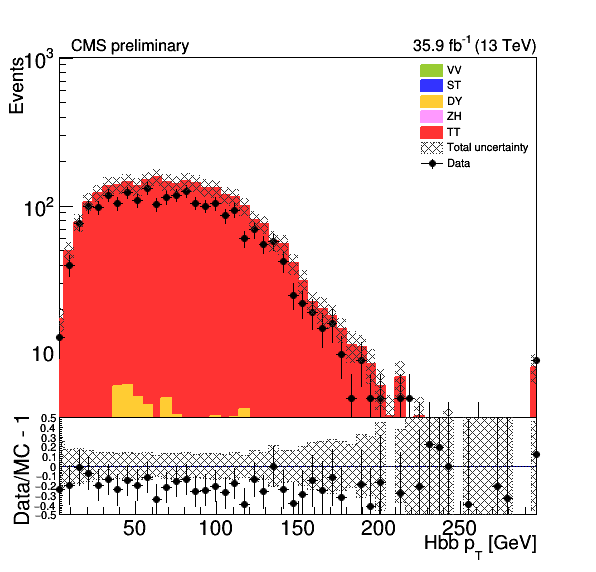 CMS preliminary 35.9 fb⁻¹ (13 TeV)
Events
10³
10²
10
VV
ST
DY
ZH
TT
Total uncertainty
Data
Data/MC - 1
0.5
0.4
0.3
0.2
0.1
0
−0.1
−0.2
−0.3
−0.4
−0.5
50 100 150 200 250
Hbb p_T [GeV]